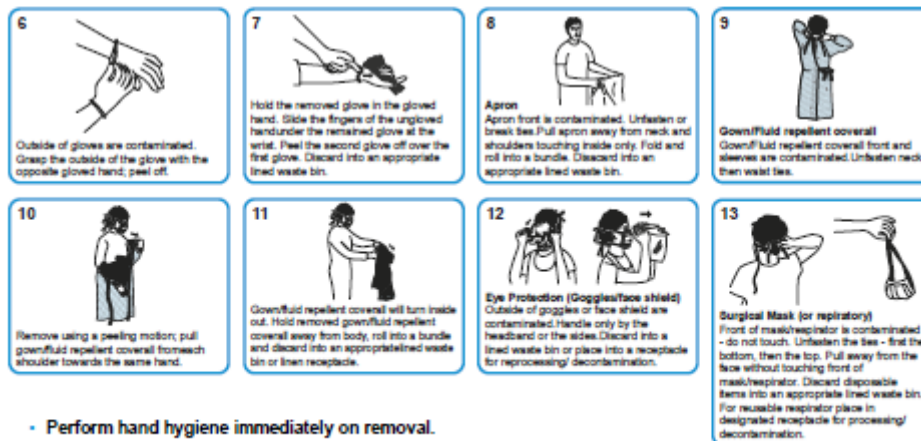 6
Outside of gloves are contaminated.
Grasp the outside of the glove with the
opposite gloved hand; peel off.
7
Hold the removed glove in the gloved
hand. Slide the fingers of the ungloved
handunder the remained glove at the
wrist. Peel the second glove off over the
first glove. Discard into an appropriate
lined waste bin.
8
Apron
Apron front is contaminated. Unfasten or
break ties.Pull apron away from neck and
shoulders touching inside only. Fold and
roll into a bundle. Disacard into an
appropriate lined waste bin.
9
Gown/Fluid repellent coverall
Gown/Fluid repellent coverall front and
sleeves are contaminated.Unfasten neck,
then waist ties.
10
Remove using a peeling motion; pull
gown/fluid repellent coverall fromeach
shoulder towards the same hand.
11
Gown/fluid repellent coverall will turn inside
out. Hold removed gown/fluid repellent
coverall away from body, roll into a bundle
and discard into an appropriatelined waste
bin or linen receptacle.
12
Eye Protection (Goggles/face shield)
Outside of goggles or face shield are
contaminated.Handle only by the
headband or the sides.Discard into a
lined waste bin or place into a receptacle
for reprocessing/ decontamination.
13
Surgical Mask (or repiratory)
Front of mask/respirator is contaminated
- do not touch. Unfasten the ties - first the
bottom, then the top. Pull away from the
face without touching front of
mask/respirator. Discard disposable
items into an appropriate lined waste bin.
For reusable respirator place in
designated receptacle for processing/
decontamination.
• Perform hand hygiene immediately on removal.